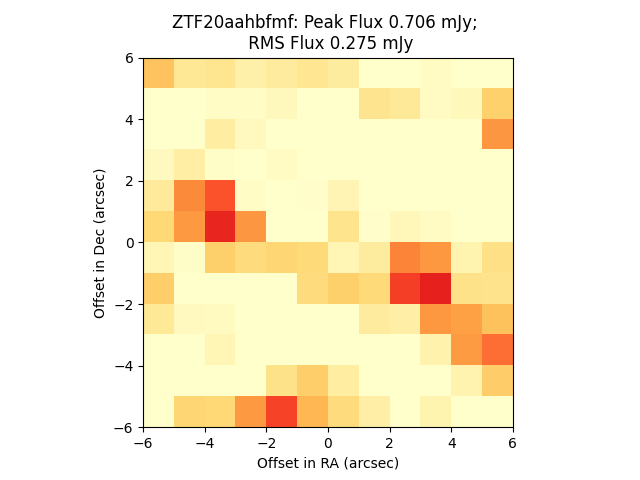 ZTF20aahbfmf: Peak Flux 0.706 mJy;
RMS Flux 0.275 mJy
6
4
2
0
−2
−4
−6
Offset in Dec (arcsec)
−6 −4 −2 0 2 4 6
Offset in RA (arcsec)